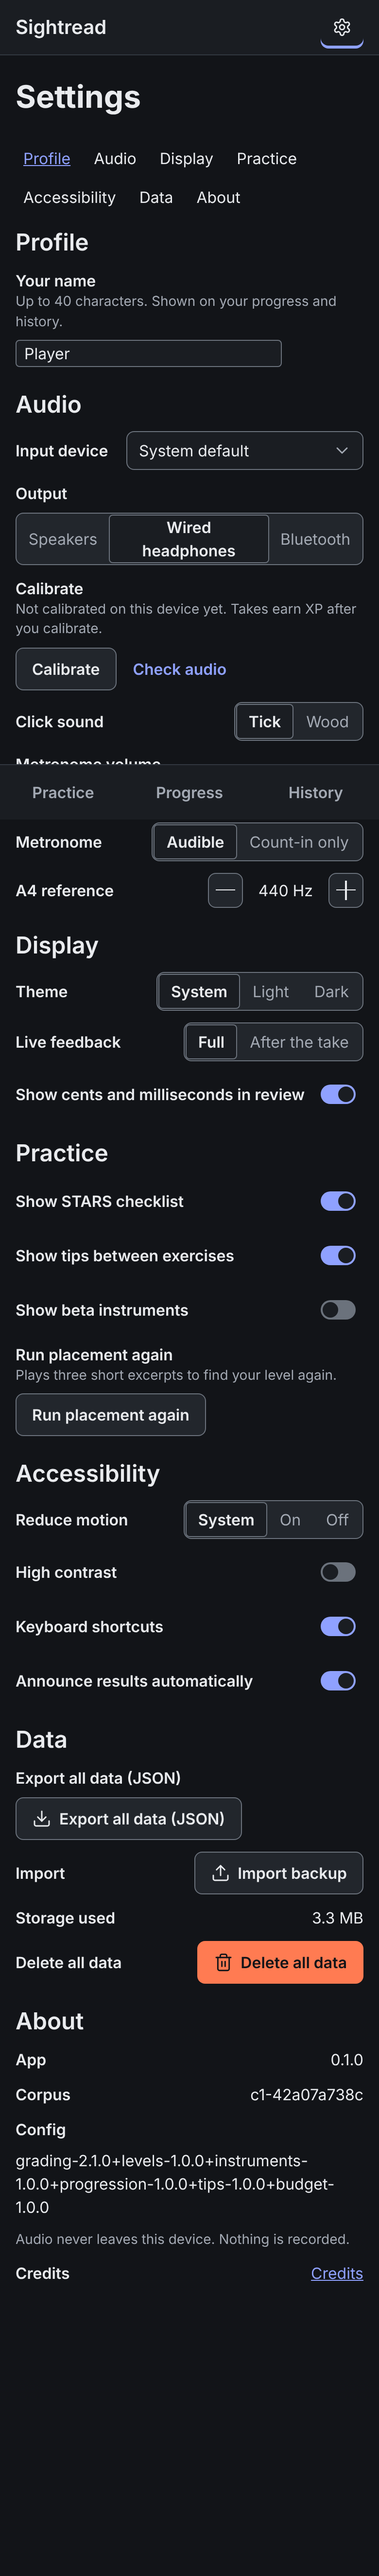 Sightread
Settings
Profile Audio Display Practice
Accessibility Data About
Profile
Your name
Up to 40 characters. Shown on your progress and
history.
Player
Audio
Input device System default
Output
Speakers Wired headphones Bluetooth
Calibrate
Not calibrated on this device yet. Takes earn XP after
you calibrate.
Calibrate Check audio
Click sound Tick Wood
Metronome volume
Practice Progress History
Metronome Audible Count-in only
A4 reference 440 Hz
Display
Theme System Light Dark
Live feedback Full After the take
Show cents and milliseconds in review
Practice
Show STARS checklist
Show tips between exercises
Show beta instruments
Run placement again
Plays three short excerpts to find your level again.
Run placement again
Accessibility
Reduce motion System On Off
High contrast
Keyboard shortcuts
Announce results automatically
Data
Export all data (JSON)
Export all data (JSON)
Import Import backup
Storage used 3.3 MB
Delete all data Delete all data
About
App 0.1.0
Corpus c1-42a07a738c
Config
grading-2.1.0+levels-1.0.0+instruments-
1.0.0+progression-1.0.0+tips-1.0.0+budget-
1.0.0
Audio never leaves this device. Nothing is recorded.
Credits Credits